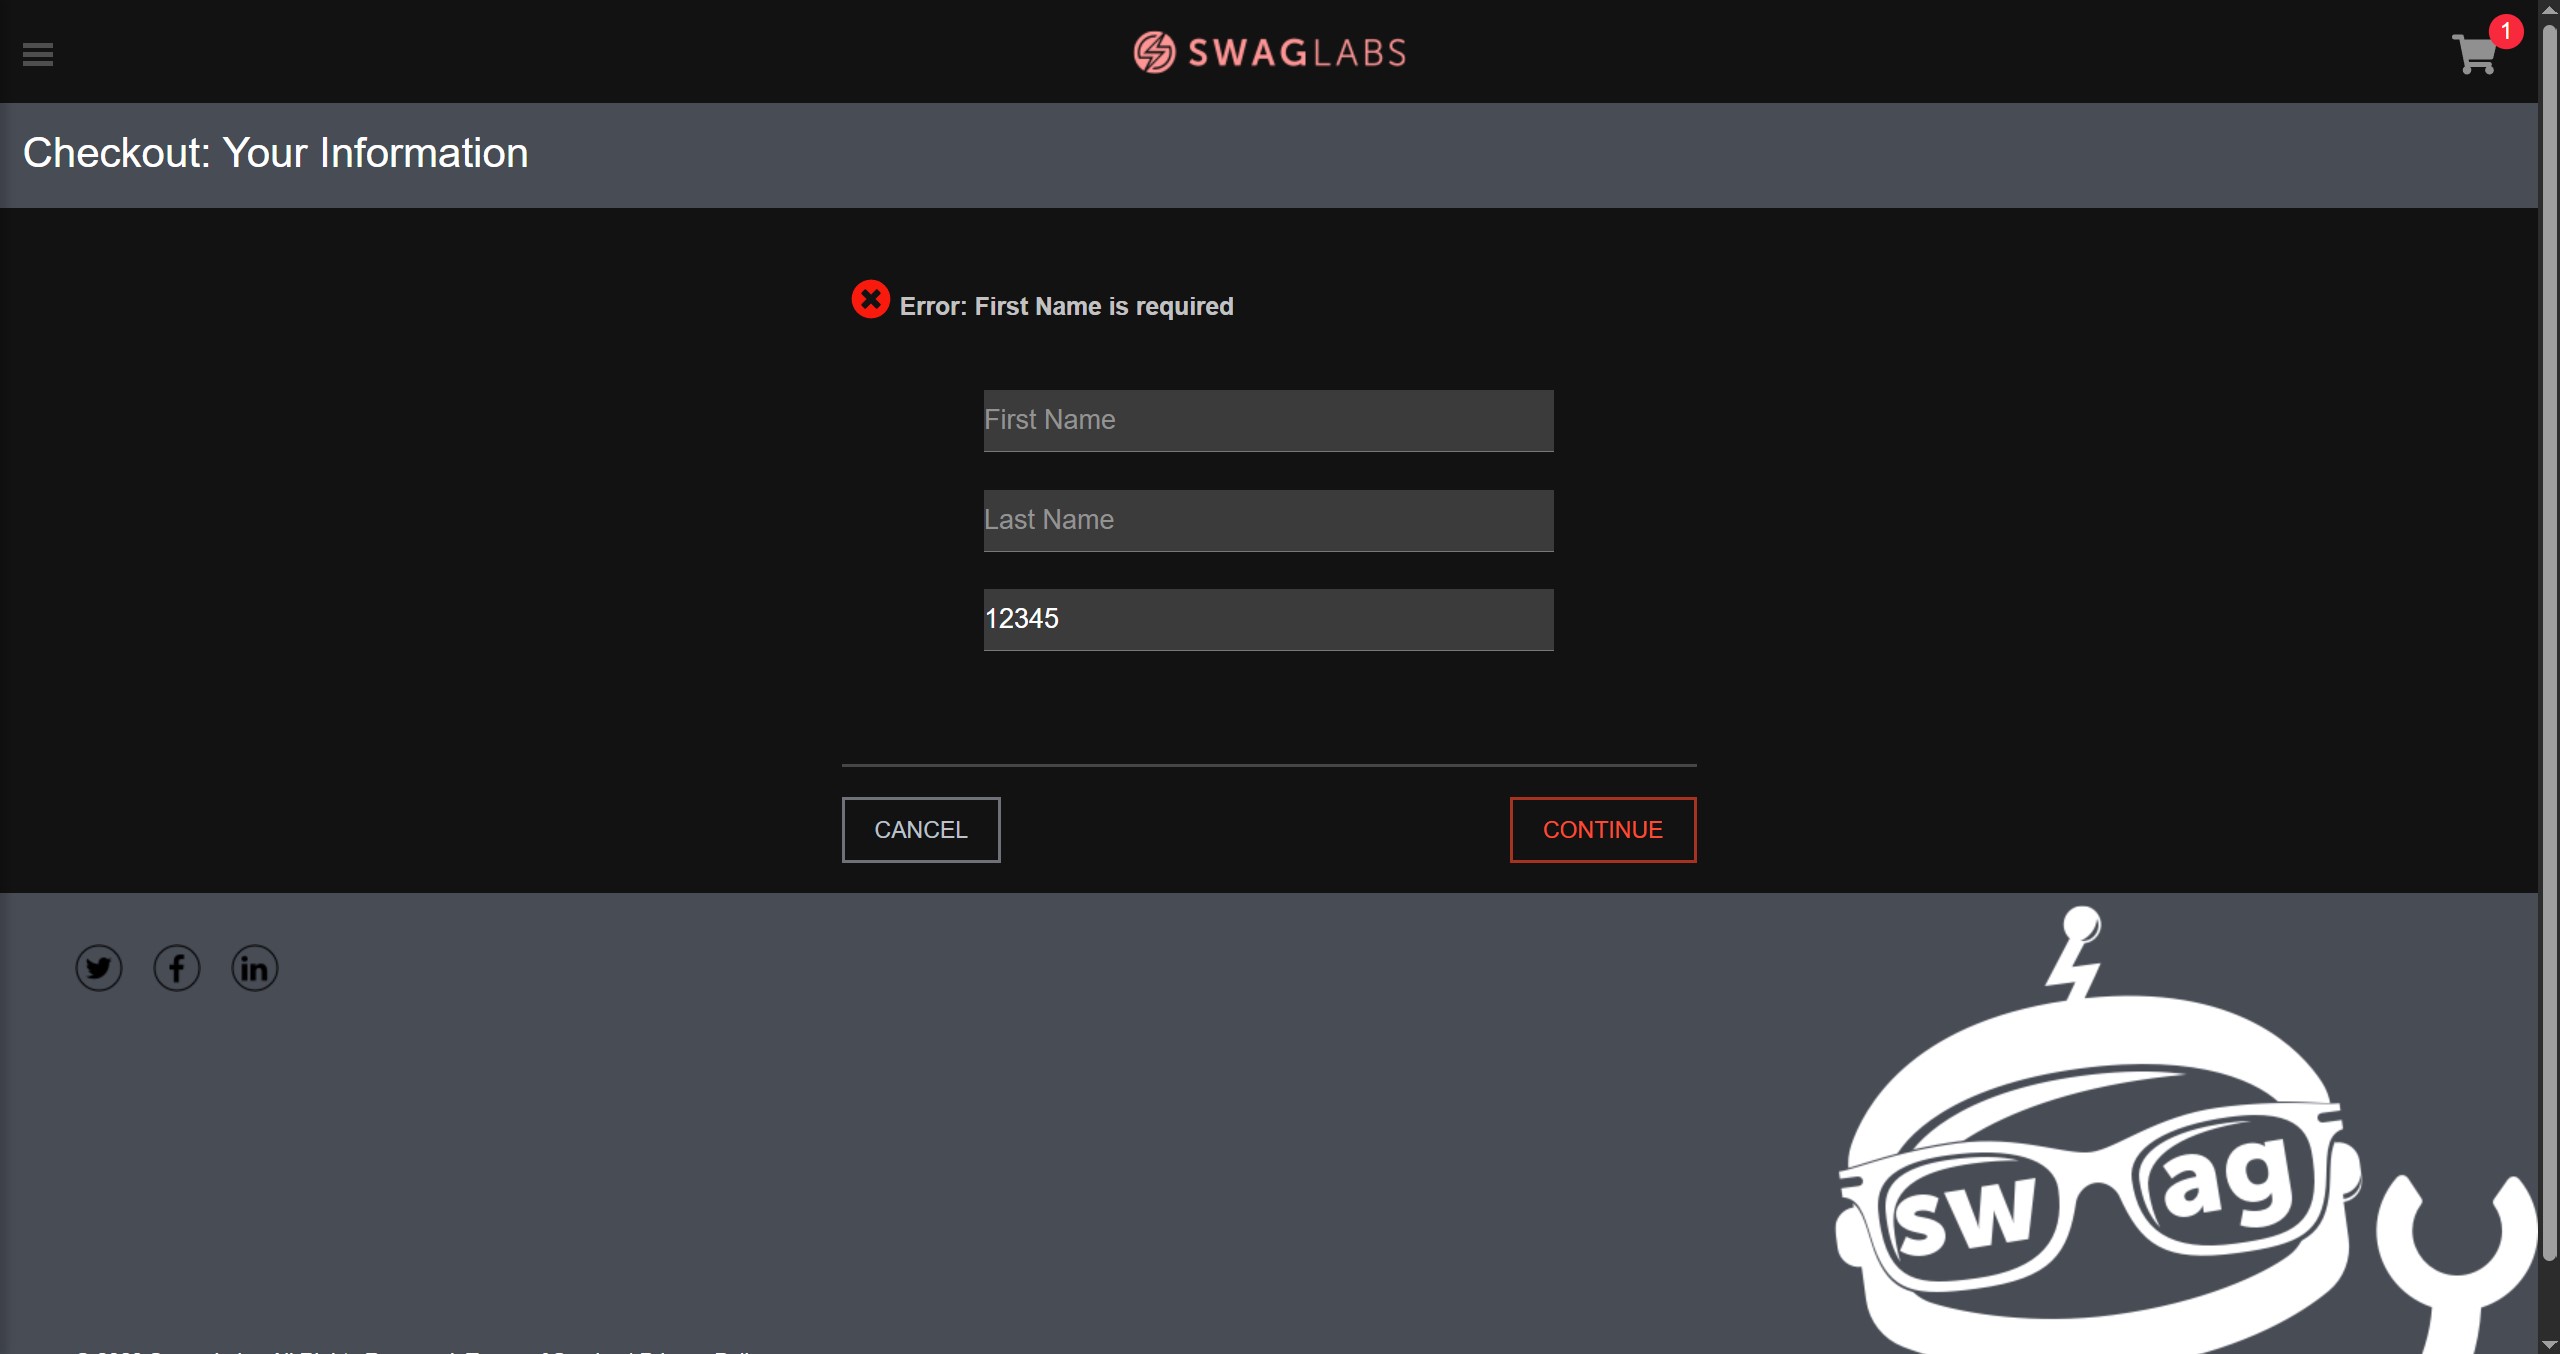 SWAGLABS
1
Checkout: Your Information
Error: First Name is required
First Name
Last Name
12345
CANCEL
CONTINUE
sw ag